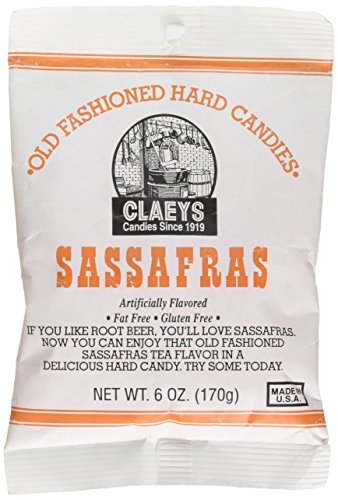 •OLD FASHIONED HARD CANDIES•
CLAEYS
Candies Since 1919
SASSAFRAS
Artificially Flavored
• Fat Free • Gluten Free •
IF YOU LIKE ROOT BEER, YOU'LL LOVE SASSAFRAS.
NOW YOU CAN ENJOY THAT OLD FASHIONED
SASSAFRAS TEA FLAVOR IN A
DELICIOUS HARD CANDY. TRY SOME TODAY.
NET WT. 6 OZ. (170g)
MADE IN
U.S.A.